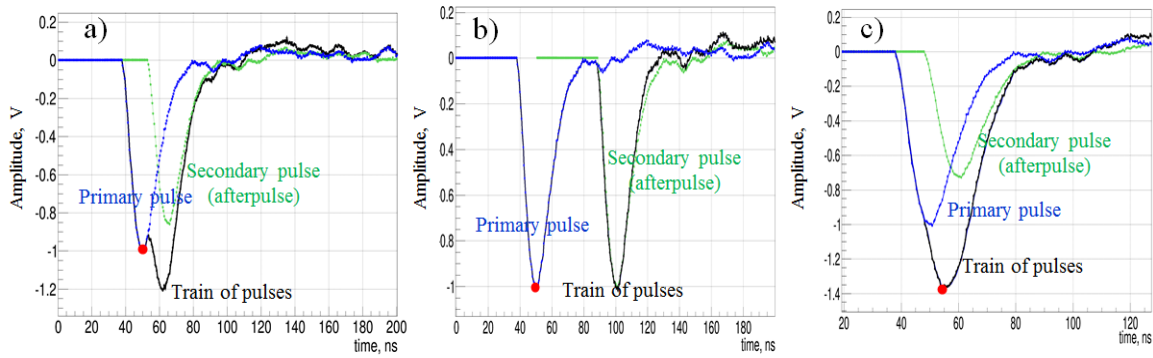 a)
0.2
0
-0.2
-0.4
-0.6
-0.8
-1
-1.2
Amplitude, V
Primary pulse
Secondary pulse
(afterpulse)
Train of pulses
0 20 40 60 80 100 120 140 160 180 200
time, ns
b)
0.2
0
0.2
0.4
0.6
0.8
-1
Amplitude, V
Primary pulse
Secondary pulse
(afterpulse)
Train of pulses
0 20 40 60 80 100 120 140 160 180
time, ns
c)
0.2
0
-0.2
-0.4
-0.6
-0.8
-1
-1.2
-1.4
Amplitude, V
Secondary pulse
(afterpulse)
Primary pulse
Train of pulses
20 40 60 80 100 120
time, ns